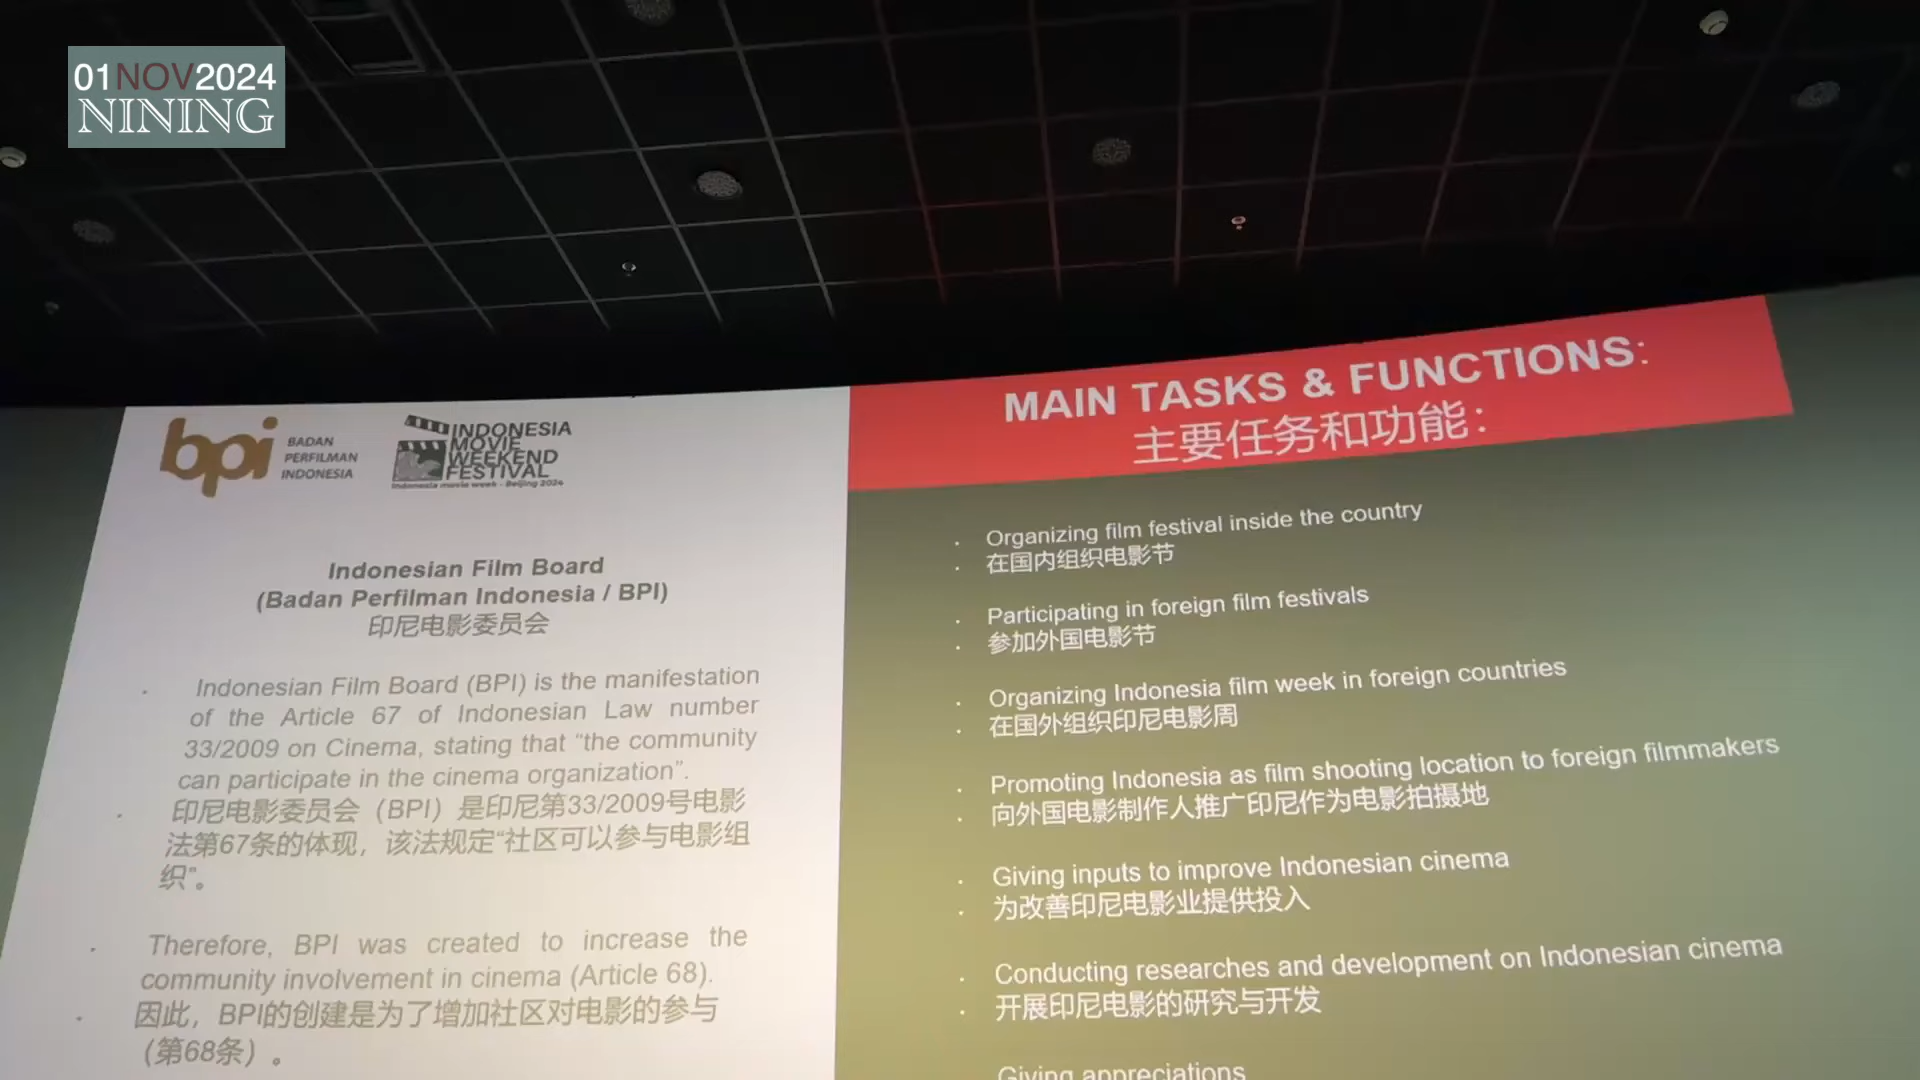 01NOV2024
NINING
bpi
BADAN
PERFILMAN
INDONESIA
INDONESIA
MOVIE
WEEKEND
FESTIVAL
Indonesia movie week - Beijing 2024
Indonesian Film Board
(Badan Perfilman Indonesia / BPI)
印尼电影委员会
Indonesian Film Board (BPI) is the manifestation
of the Article 67 of Indonesian Law number
33/2009 on Cinema, stating that “the community
can participate in the cinema organization”.
印尼电影委员会（BPI）是印尼第33/2009号电影
法第67条的体现，该法规定“社区可以参与电影组
织”。
Therefore, BPI was created to increase the
community involvement in cinema (Article 68).
因此，BPI的创建是为了增加社区对电影的参与
（第68条）。
MAIN TASKS & FUNCTIONS:
主要任务和功能：
Organizing film festival inside the country
在国内组织电影节
Participating in foreign film festivals
参加外国电影节
Organizing Indonesia film week in foreign countries
在国外组织印尼电影周
Promoting Indonesia as film shooting location to foreign filmmakers
向外国电影制作人推广印尼作为电影拍摄地
Giving inputs to improve Indonesian cinema
为改善印尼电影业提供投入
Conducting researches and development on Indonesian cinema
开展印尼电影的研究与开发
Giving appreciations